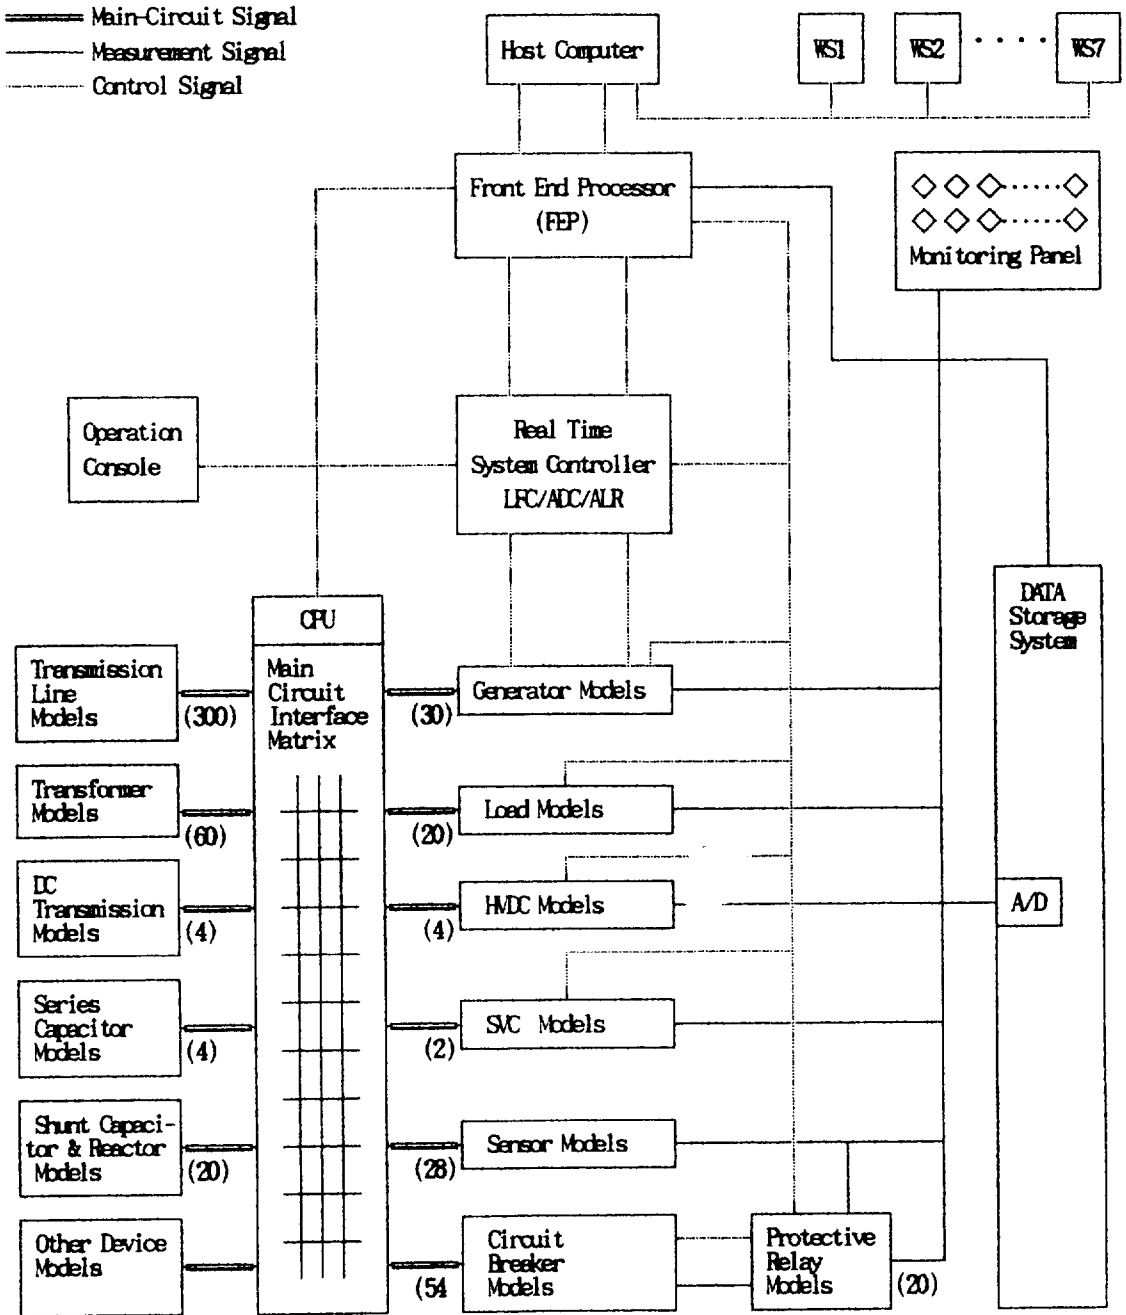 Main-Circuit Signal
Measurement Signal
Control Signal
Host Computer
WS1
WS2
WS7
Front End Processor
(FEP)
Monitoring Panel
Operation
Console
Real Time
System Controller
LFC/ADC/ALR
CPU
Main
Circuit
Interface
Matrix
DATA
Storage
System
A/D
Transmission
Line
Models
(300)
Transformer
Models
(60)
DC
Transmission
Models
(4)
Series
Capacitor
Models
(4)
Shunt Capaci-
tor & Reactor
Models
(20)
Other Device
Models
Generator Models
(30)
Load Models
(20)
HVDC Models
(4)
SVC Models
(2)
Sensor Models
(28)
Circuit
Breaker
Models
(54
Protective
Relay
Models
(20)